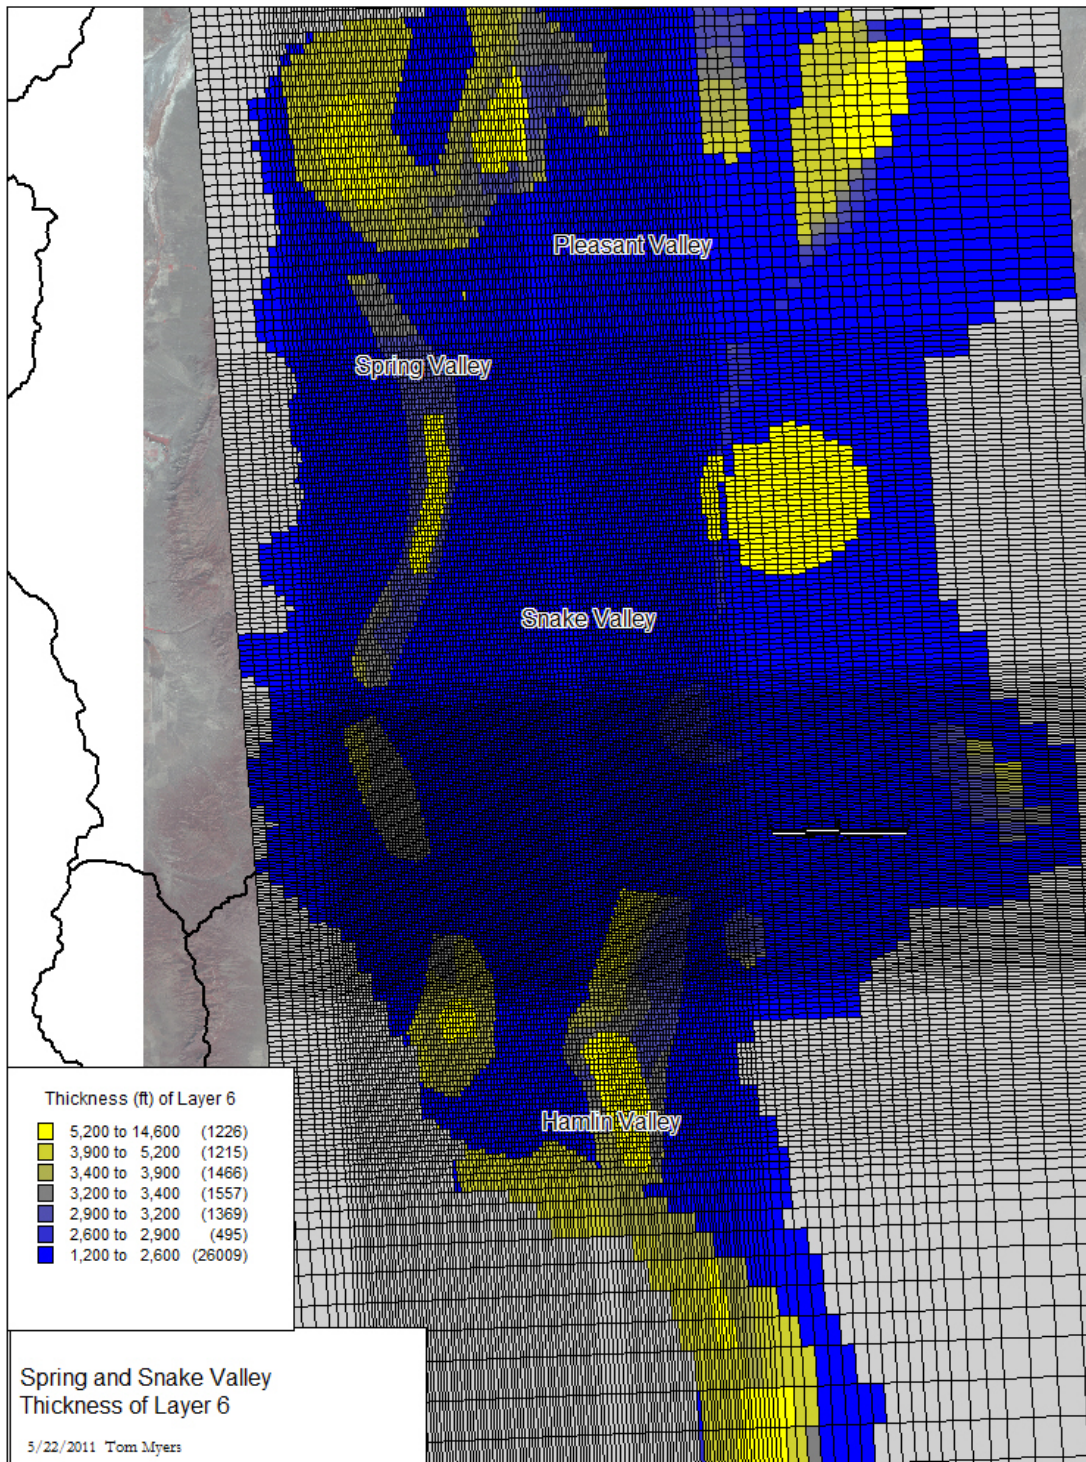 Pleasant Valley
Spring Valley
Snake Valley
Hamlin Valley
Thickness (ft) of Layer 6
5,200 to 14,600 (1226)
3,900 to 5,200 (1215)
3,400 to 3,900 (1466)
3,200 to 3,400 (1557)
2,900 to 3,200 (1369)
2,600 to 2,900 (495)
1,200 to 2,600 (26009)
Spring and Snake Valley
Thickness of Layer 6
5/22/2011 Tom Myers